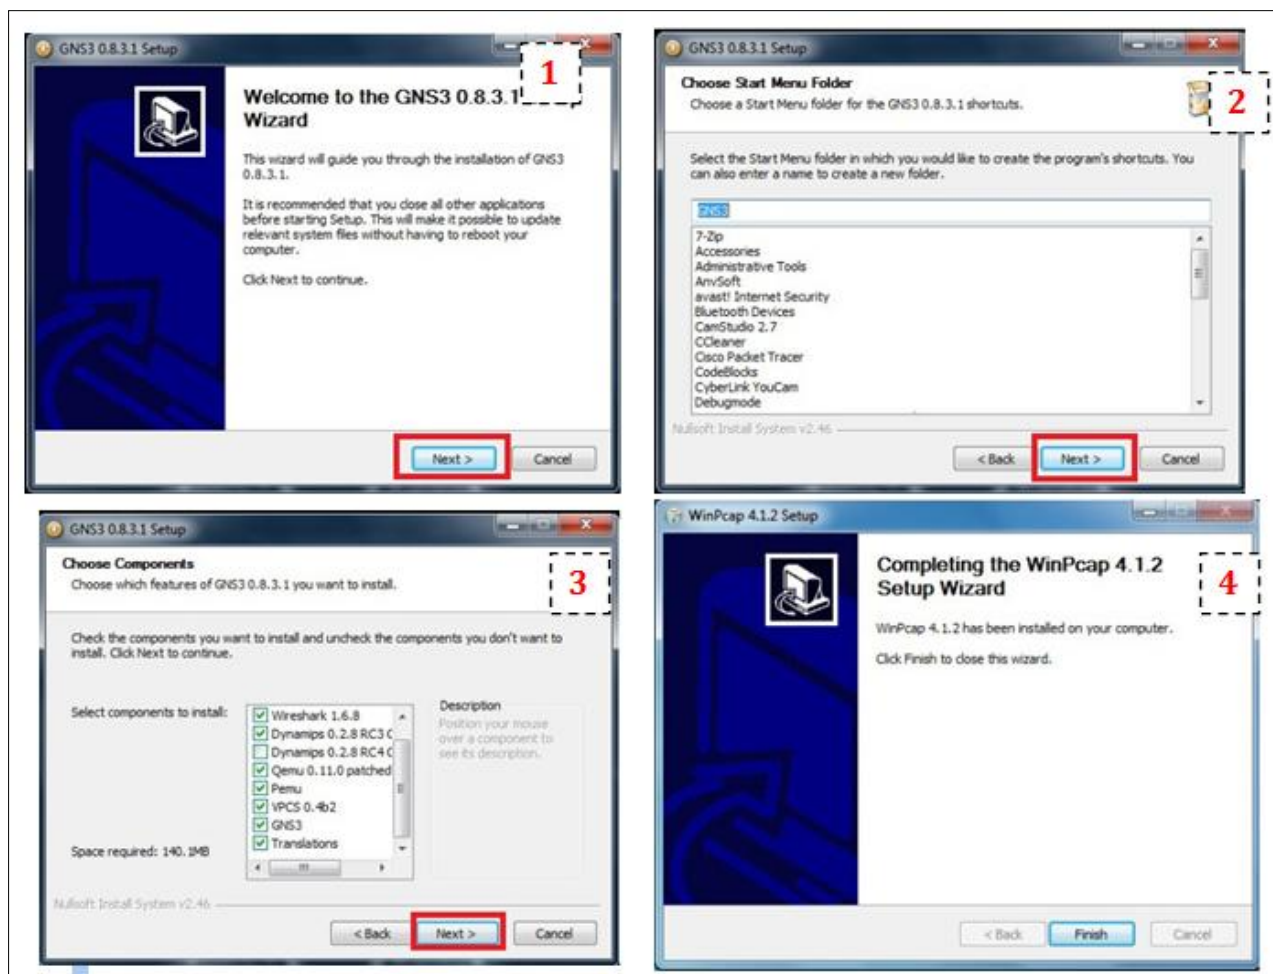 GNS3 0.8.3.1 Setup
1
Welcome to the GNS3 0.8.3.1
Wizard
This wizard will guide you through the installation of GNS3
0.8.3.1.
It is recommended that you close all other applications
before starting Setup. This will make it possible to update
relevant system files without having to reboot your
computer.
Click Next to continue.
Next >
Cancel
GNS3 0.8.3.1 Setup
2
Choose Start Menu Folder
Choose a Start Menu folder for the GNS3 0.8.3.1 shortcuts.
Select the Start Menu folder in which you would like to create the program's shortcuts. You
can also enter a name to create a new folder.
GNS3
7-Zip
Accessories
Administrative Tools
AnvSoft
avast! Internet Security
Bluetooth Devices
CamStudio 2.7
CCleaner
Cisco Packet Tracer
CodeBlocks
CyberLink YouCam
Debugmode
Nullsoft Install System v2.46
< Back
Next >
Cancel
GNS3 0.8.3.1 Setup
3
Choose Components
Choose which features of GNS3 0.8.3.1 you want to install.
Check the components you want to install and uncheck the components you don't want to
install. Click Next to continue.
Select components to install:
Wireshark 1.6.8
Dynamips 0.2.8 RC3 C
Dynamips 0.2.8 RC4 C
Qemu 0.11.0 patched
Pemu
VPCS 0.4b2
GNS3
Translations
Description
Position your mouse
over a component to
see its description.
Space required: 140.1MB
Nullsoft Install System v2.46
< Back
Next >
Cancel
WinPcap 4.1.2 Setup
4
Completing the WinPcap 4.1.2
Setup Wizard
WinPcap 4.1.2 has been installed on your computer.
Click Finish to close this wizard.
< Back
Finish
Cancel